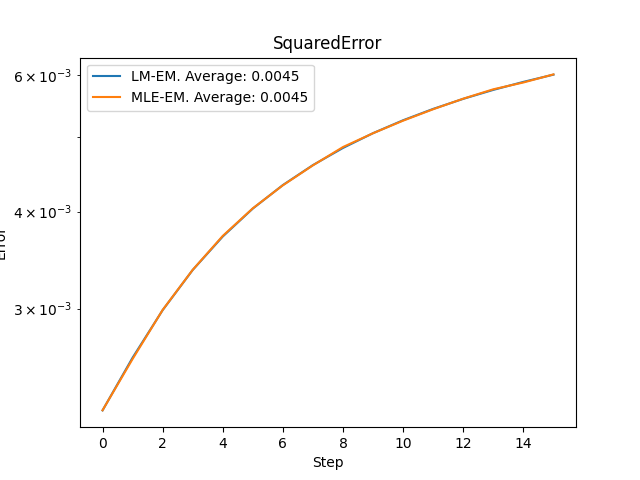 SquaredError
LM-EM. Average: 0.0045
MLE-EM. Average: 0.0045
6 × 10⁻³
4 × 10⁻³
3 × 10⁻³
Error
0 2 4 6 8 10 12 14
Step